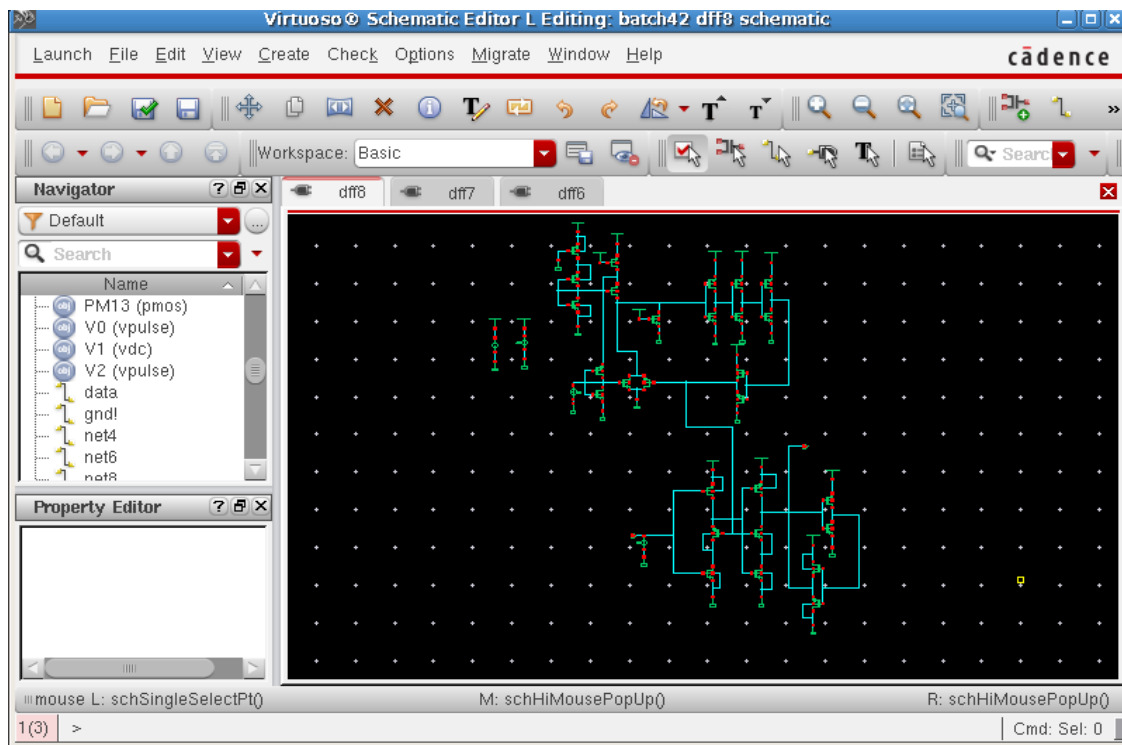 Virtuoso® Schematic Editor L Editing: batch42 dff8 schematic
Launch File Edit View Create Check Options Migrate Window Help cādence
»
Workspace: Basic Search
Navigator
dff8 dff7 dff6
Default
Search
Name
PM13 (pmos)
V0 (vpulse)
V1 (vdc)
V2 (vpulse)
data
gnd!
net4
net6
net8
Property Editor
mouse L: schSingleSelectPt() M: schHiMousePopUp() R: schHiMousePopUp()
1(3) > Cmd: Sel: 0